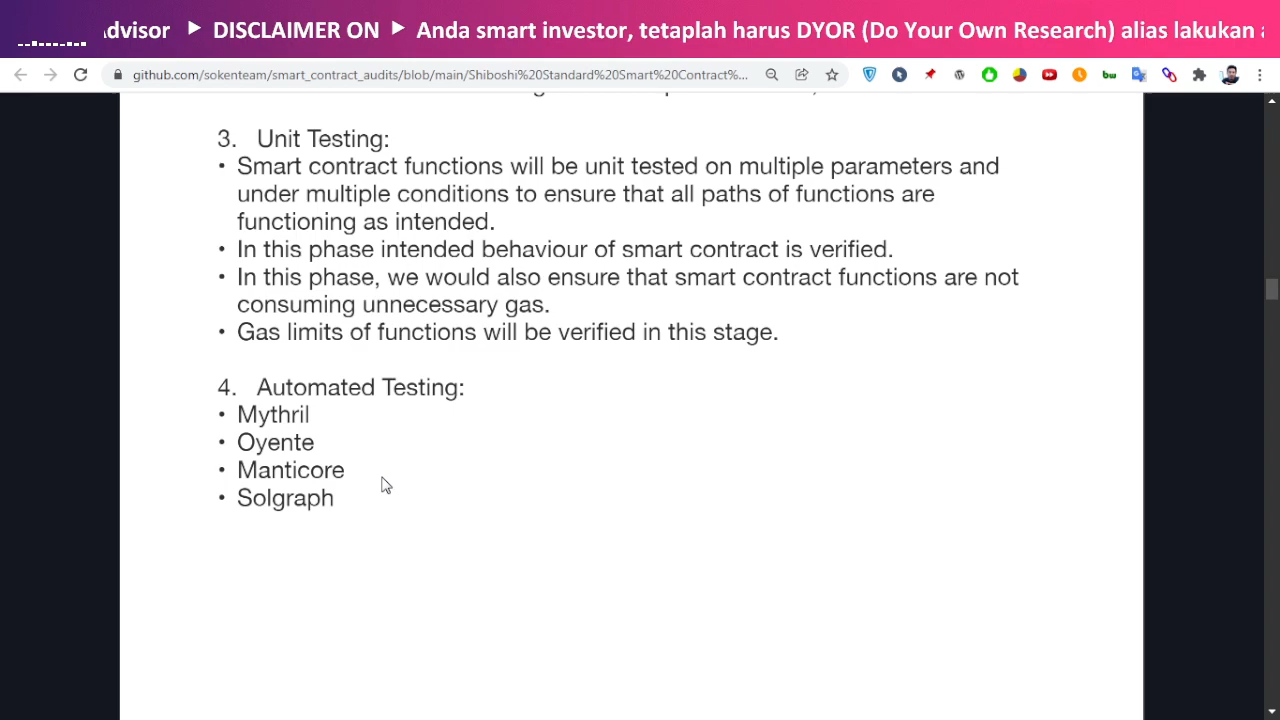 dvisor ► DISCLAIMER ON ► Anda smart investor, tetaplah harus DYOR (Do Your Own Research) alias lakukan
github.com/sokenteam/smart_contract_audits/blob/main/Shiboshi%20Standard%20Smart%20Contract%...
3. Unit Testing:
• Smart contract functions will be unit tested on multiple parameters and
under multiple conditions to ensure that all paths of functions are
functioning as intended.
• In this phase intended behaviour of smart contract is verified.
• In this phase, we would also ensure that smart contract functions are not
consuming unnecessary gas.
• Gas limits of functions will be verified in this stage.
4. Automated Testing:
• Mythril
• Oyente
• Manticore
• Solgraph